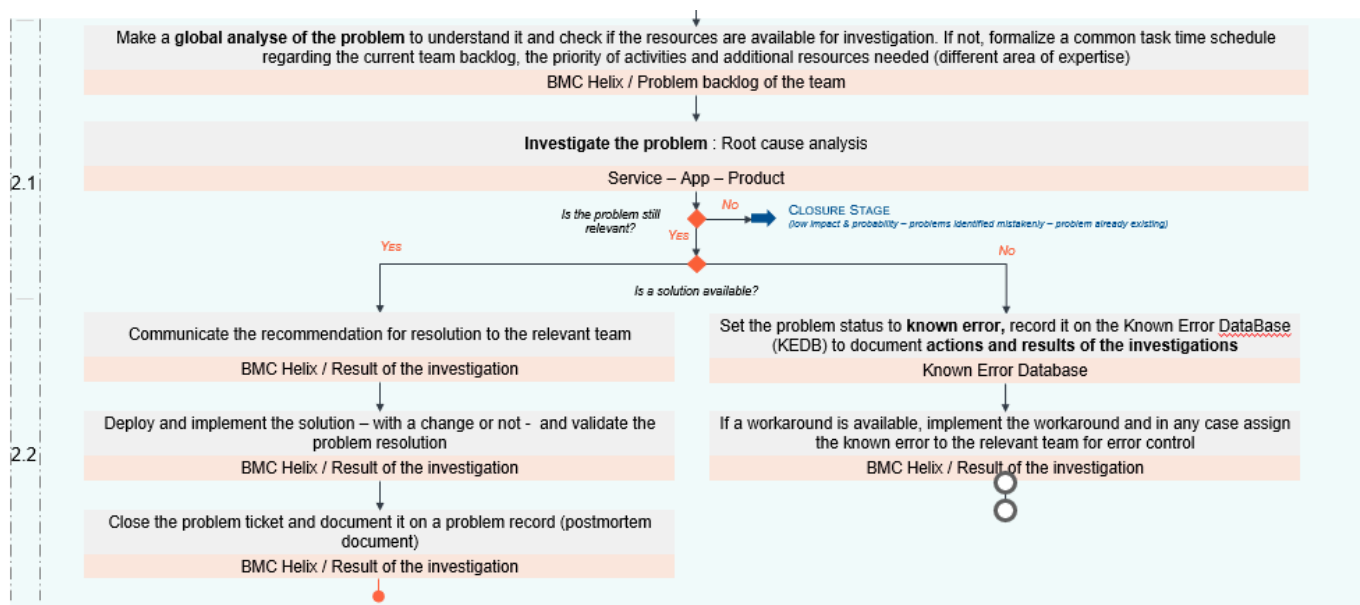 Make a global analyse of the problem to understand it and check if the resources are available for investigation. If not, formalize a common task time schedule
regarding the current team backlog, the priority of activities and additional resources needed (different area of expertise)
BMC Helix / Problem backlog of the team
Investigate the problem : Root cause analysis
2.1
Service – App – Product
Is the problem still
relevant?
No
CLOSURE STAGE
(low impact & probability – problems identified mistakenly – problem already existing)
YES
YES
No
Is a solution available?
Communicate the recommendation for resolution to the relevant team
BMC Helix / Result of the investigation
Set the problem status to known error, record it on the Known Error DataBase
(KEDB) to document actions and results of the investigations
Known Error Database
2.2
Deploy and implement the solution – with a change or not - and validate the
problem resolution
BMC Helix / Result of the investigation
If a workaround is available, implement the workaround and in any case assign
the known error to the relevant team for error control
BMC Helix / Result of the investigation
Close the problem ticket and document it on a problem record (postmortem
document)
BMC Helix / Result of the investigation